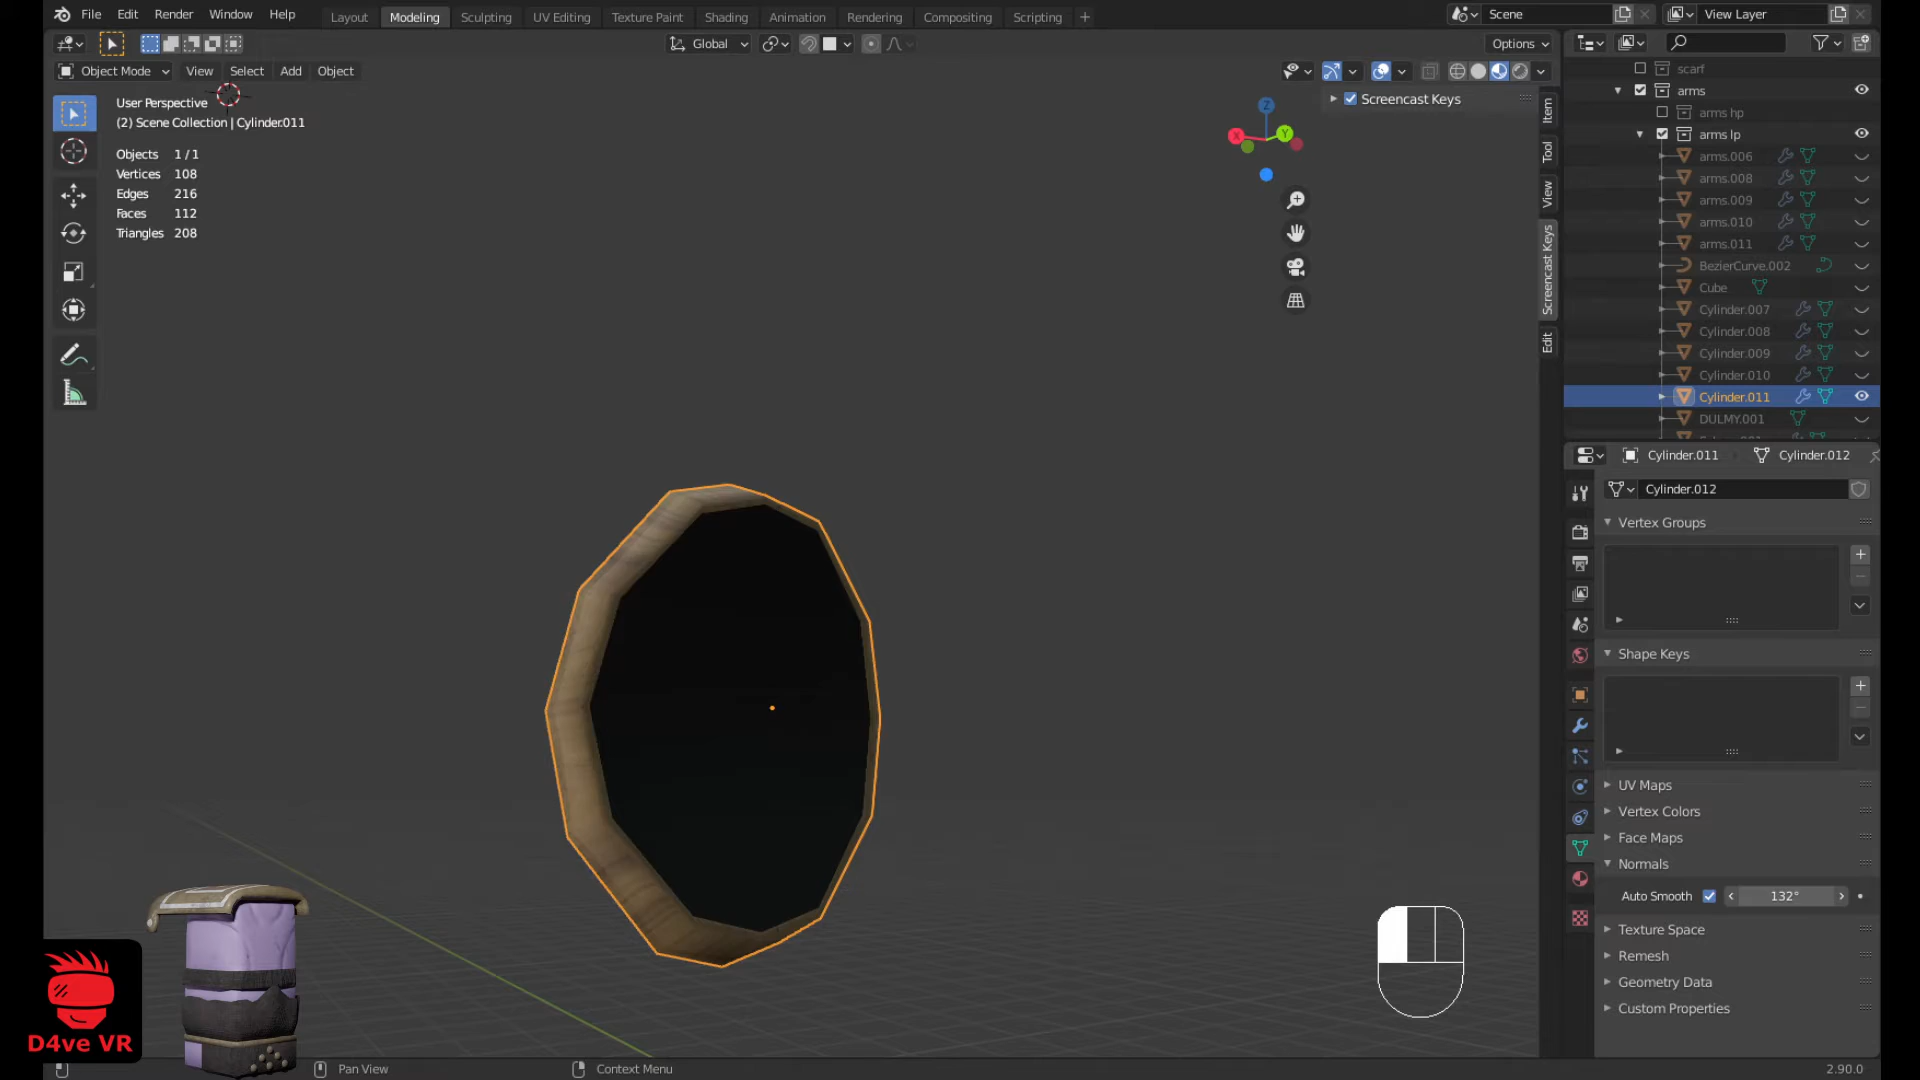 File Edit Render Window Help
Layout Modeling Sculpting UV Editing Texture Paint Shading Animation Rendering Compositing Scripting +
Scene
View Layer
Global
Options
Object Mode View Select Add Object
User Perspective
(2) Scene Collection | Cylinder.011
Objects 1 / 1
Vertices 108
Edges 216
Faces 112
Triangles 208
Screencast Keys
Z
X
Y
Item
Tool
View
Screencast Keys
Edit
scarf
arms
arms hp
arms lp
arms.006
arms.008
arms.009
arms.010
arms.011
BezierCurve.002
Cube
Cylinder.007
Cylinder.008
Cylinder.009
Cylinder.010
Cylinder.011
DULMY.001
Cylinder.011 Cylinder.012
Cylinder.012
Vertex Groups
Shape Keys
UV Maps
Vertex Colors
Face Maps
Normals
Auto Smooth 132°
Texture Space
Remesh
Geometry Data
Custom Properties
D4ve VR
Pan View
Context Menu
2.90.0